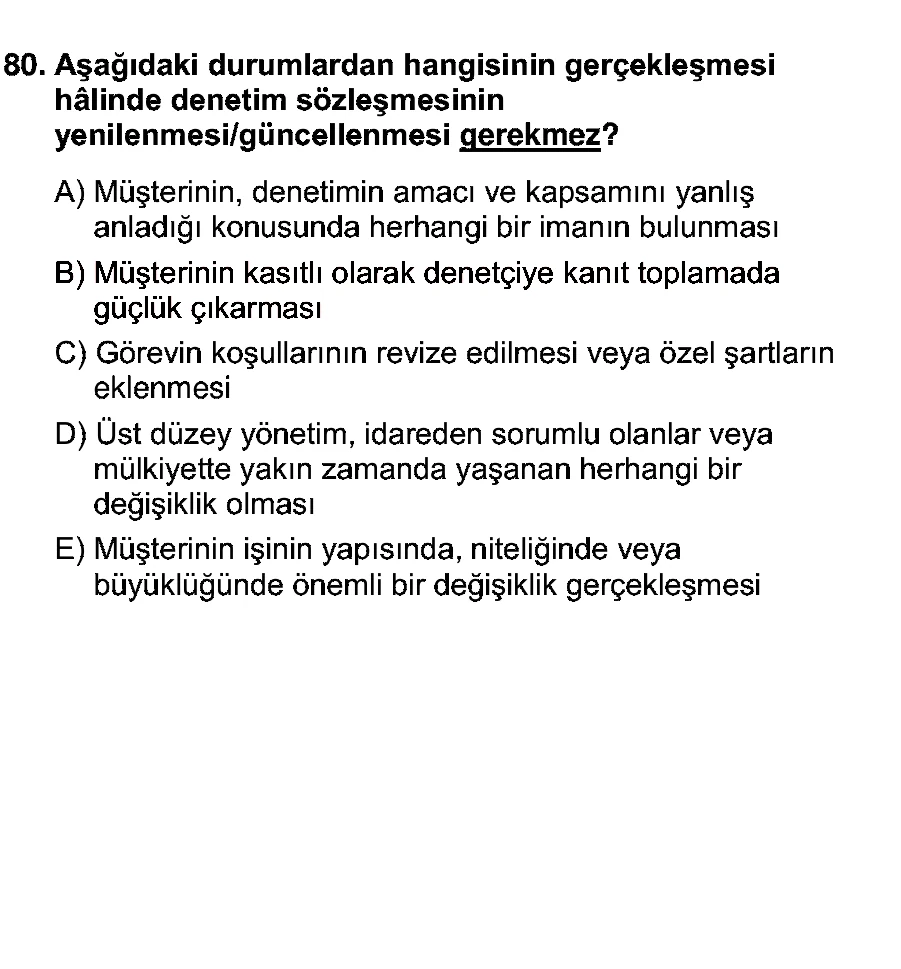 80. Aşağıdaki durumlardan hangisinin gerçekleşmesi
hâlinde denetim sözleşmesinin
yenilenmesi/güncellenmesi gerekmez?
A) Müşterinin, denetimin amacı ve kapsamını yanlış
anladığı konusunda herhangi bir imanın bulunması
B) Müşterinin kasıtlı olarak denetçiye kanıt toplamada
güçlük çıkarması
C) Görevin koşullarının revize edilmesi veya özel şartların
eklenmesi
D) Üst düzey yönetim, idareden sorumlu olanlar veya
mülkiyette yakın zamanda yaşanan herhangi bir
değişiklik olması
E) Müşterinin işinin yapısında, niteliğinde veya
büyüklüğünde önemli bir değişiklik gerçekleşmesi